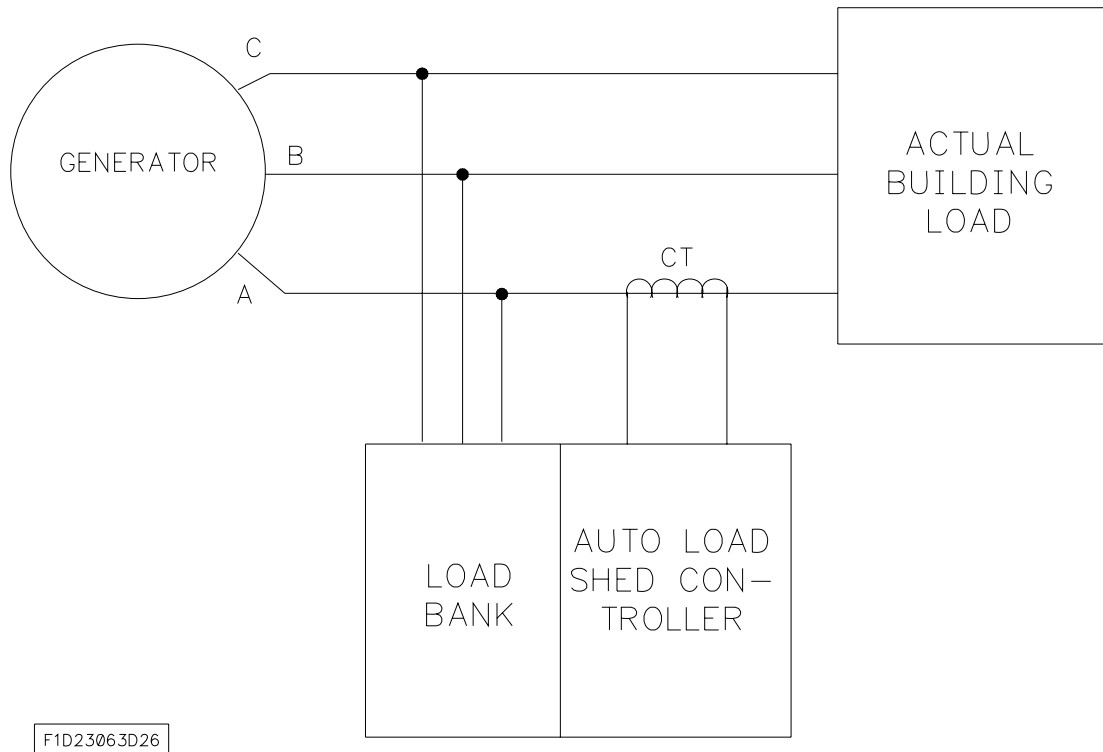 C
GENERATOR
B
A
CT
ACTUAL
BUILDING
LOAD
LOAD
BANK
AUTO LOAD
SHED CON-
TROLLER
F1D23063D26